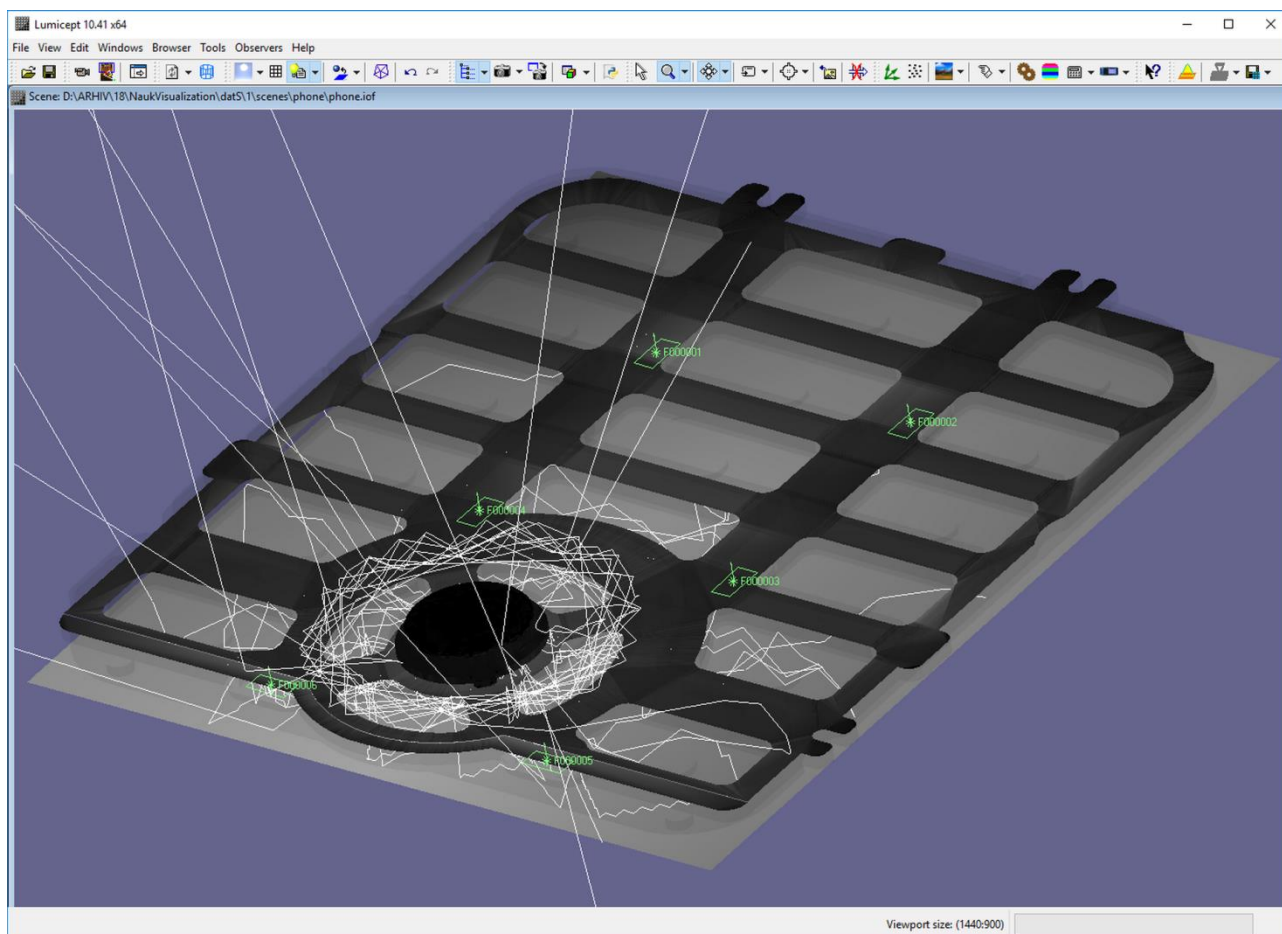 Lumicept 10.41 x64
File View Edit Windows Browser Tools Observers Help
Scene: D:\ARHIV\18\NaukVisualization\datS\1\scenes\phone\phone.iof
F000001
F000002
F000004
F000003
F000006
F000005
Viewport size: (1440:900)